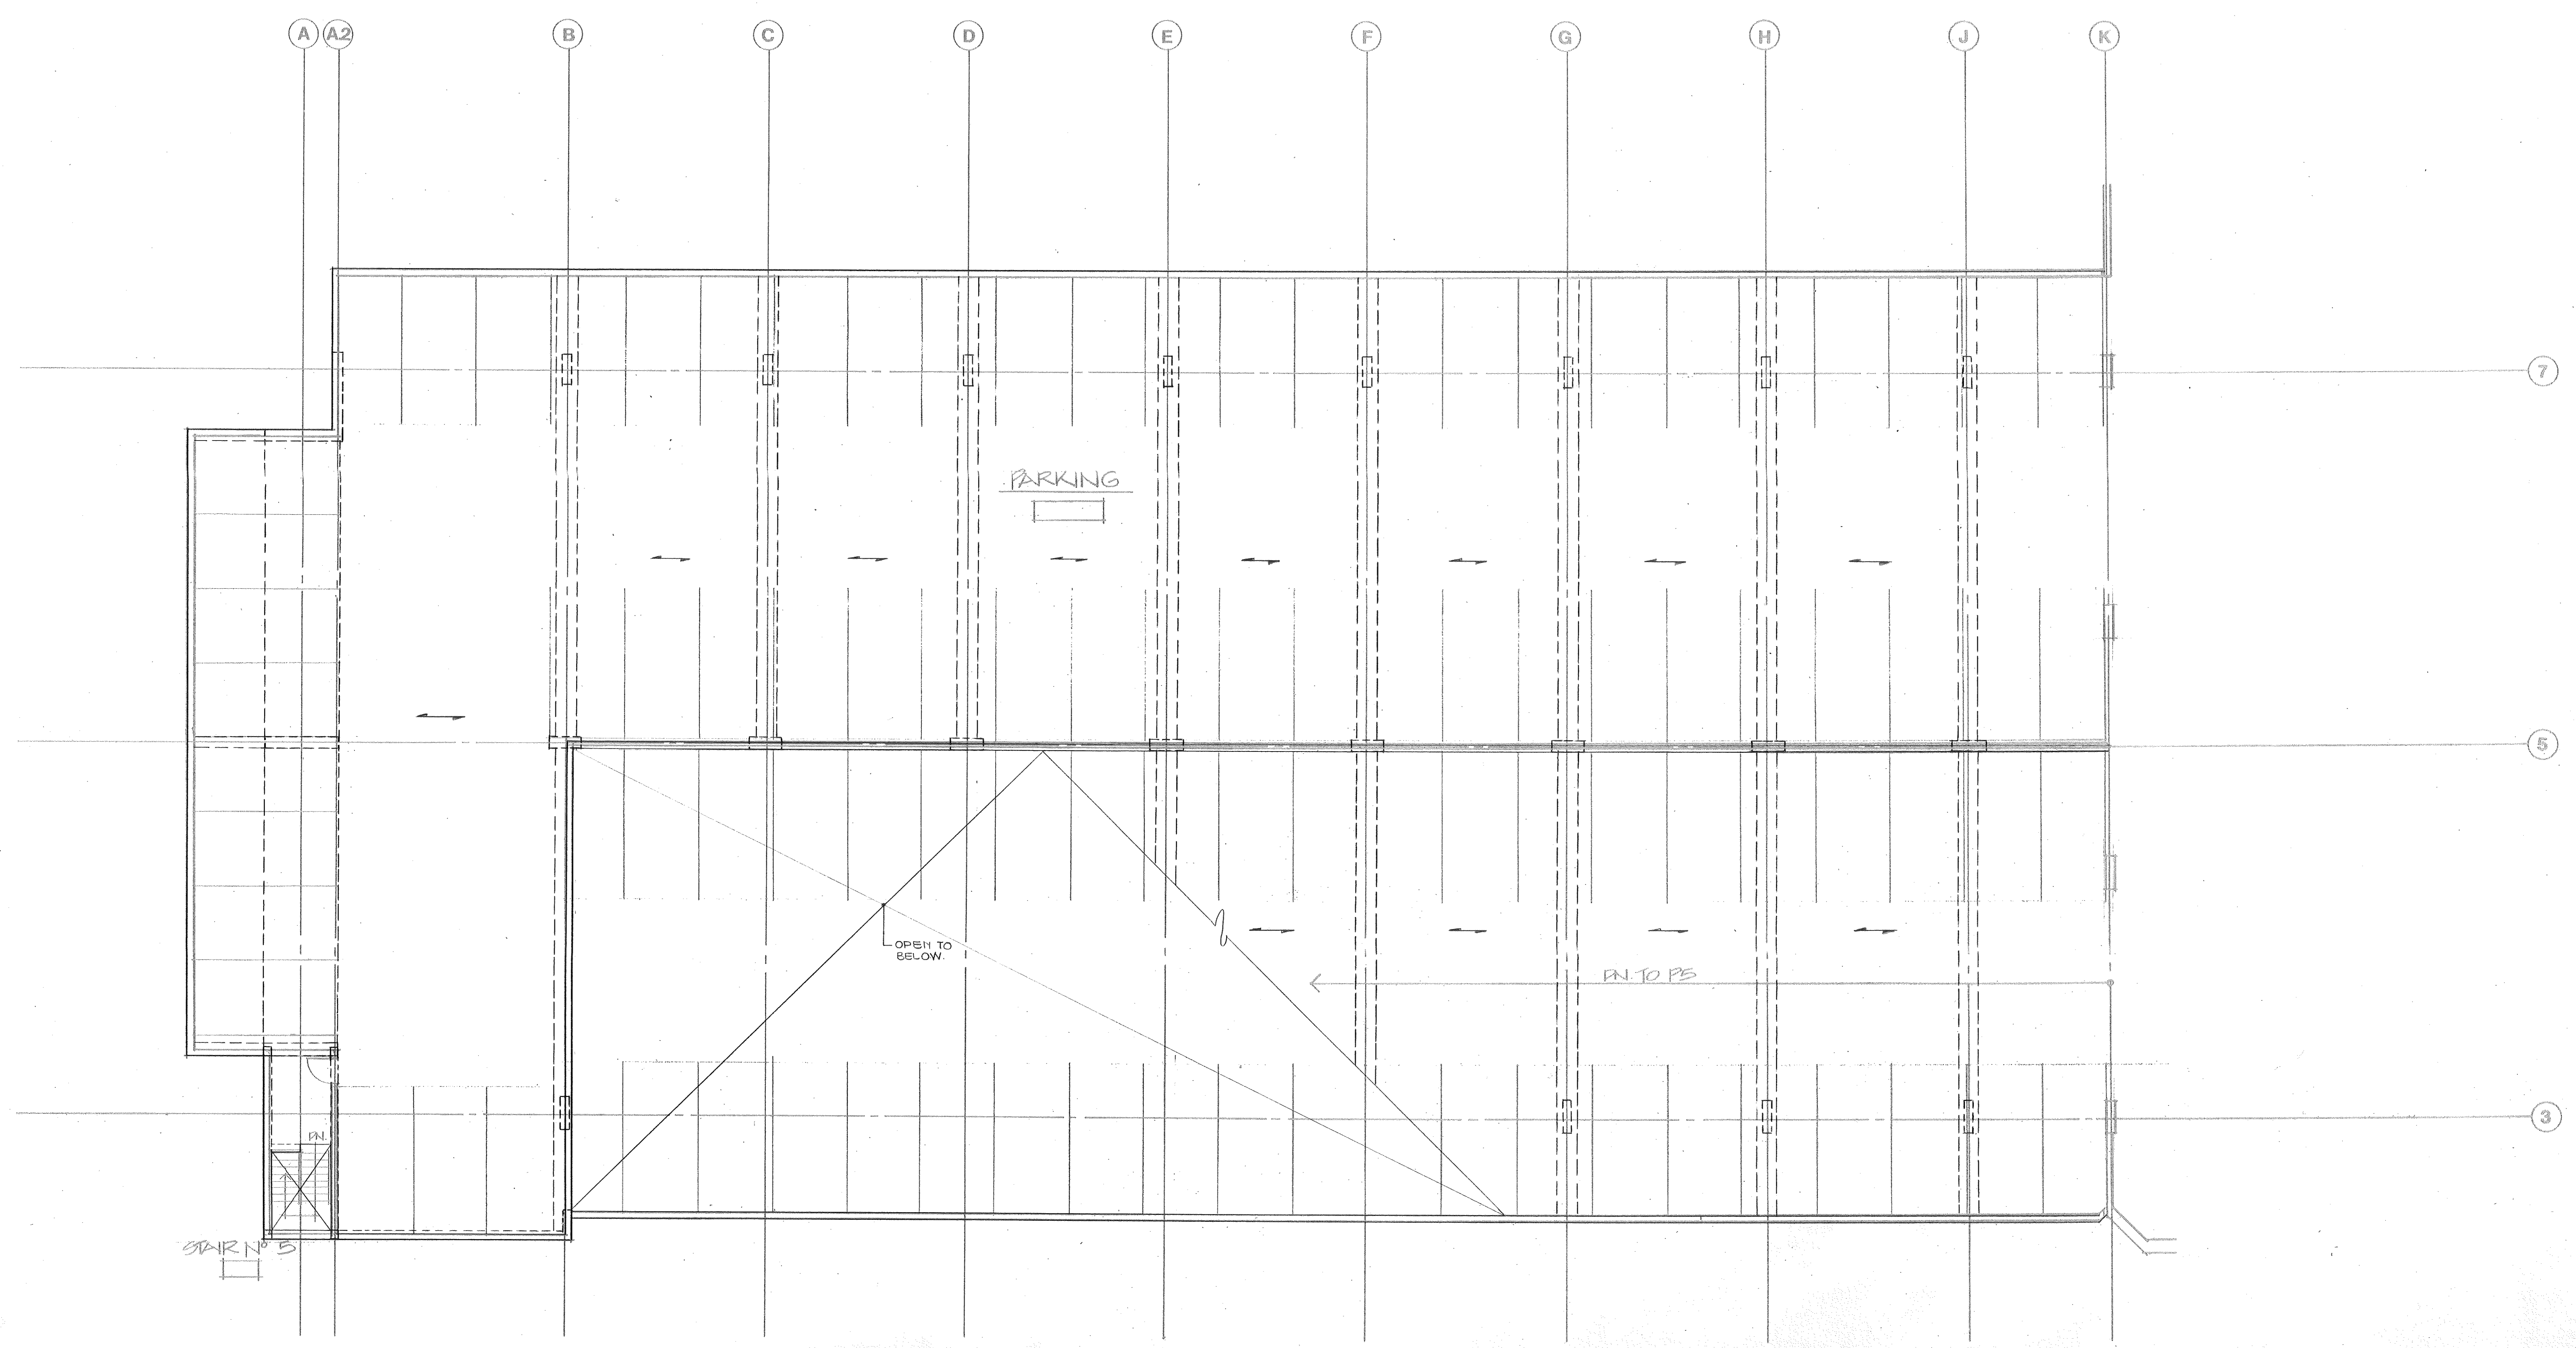 A A2 B C D E F G H J K
7
PARKING
5
OPEN TO
BELOW.
DN. TO P5
3
DN.
STAIR Nº 5